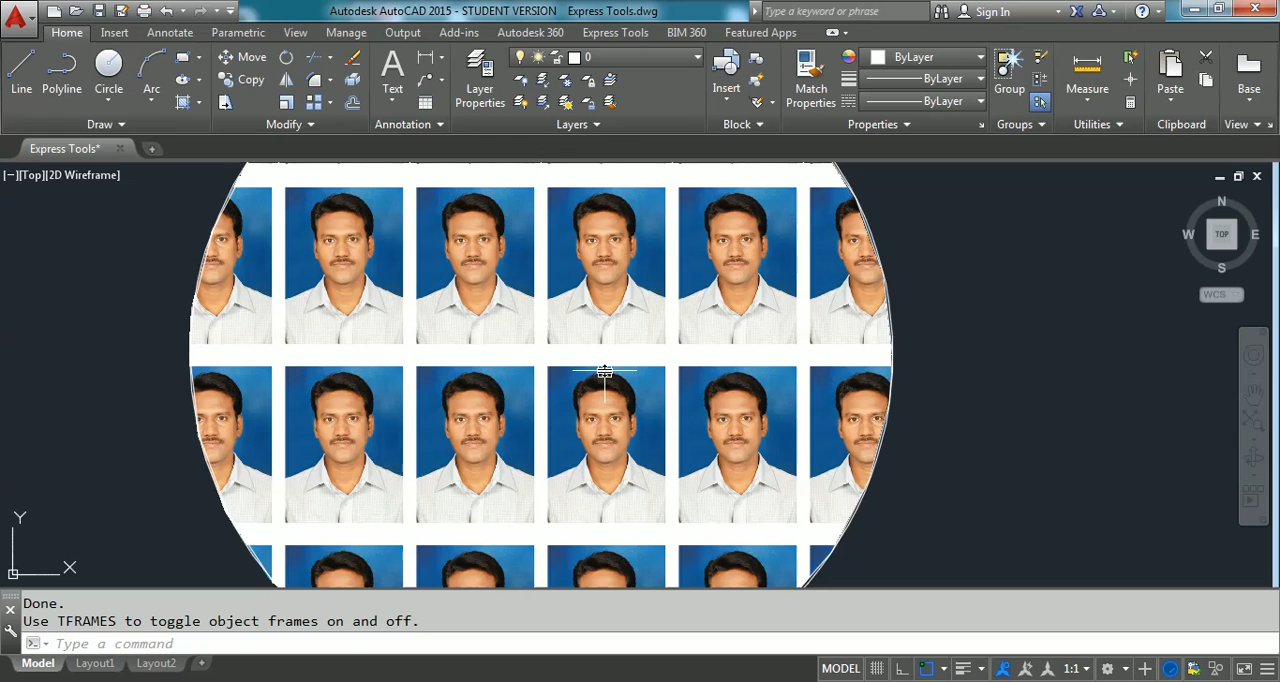 Autodesk AutoCAD 2015 - STUDENT VERSION Express Tools.dwg
Type a keyword or phrase
Sign In
Home Insert Annotate Parametric View Manage Output Add-ins Autodesk 360 Express Tools BIM 360 Featured Apps
Line Polyline Circle Arc
Move
Copy
Text
Layer Properties
0
Insert
Match Properties
ByLayer
ByLayer
ByLayer
Group
Measure
Paste
Base
Draw Modify Annotation Layers Block Properties Groups Utilities Clipboard View
Express Tools*
[−][Top][2D Wireframe]
N
W TOP E
S
WCS
Y
X
Done.
Use TFRAMES to toggle object frames on and off.
Type a command
Model Layout1 Layout2
MODEL 1:1